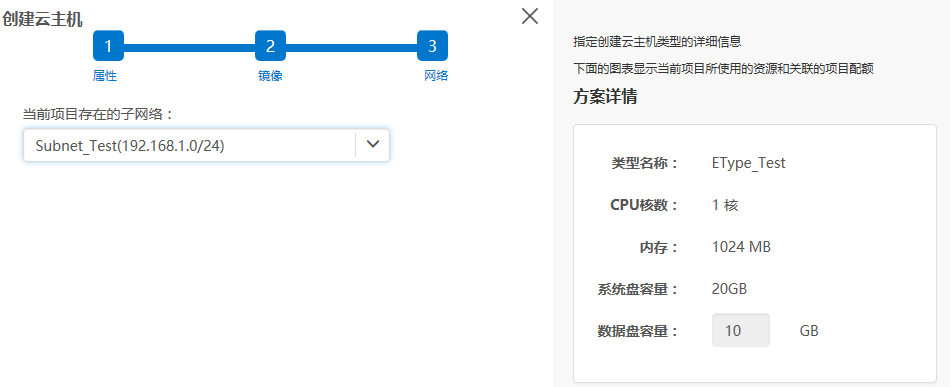 创建云主机
1 2 3
属性 镜像 网络
当前项目存在的子网络：
Subnet_Test(192.168.1.0/24)
指定创建云主机类型的详细信息
下面的图表显示当前项目所使用的资源和关联的项目配额
方案详情
类型名称： EType_Test
CPU核数： 1 核
内存： 1024 MB
系统盘容量： 20GB
数据盘容量： 10 GB